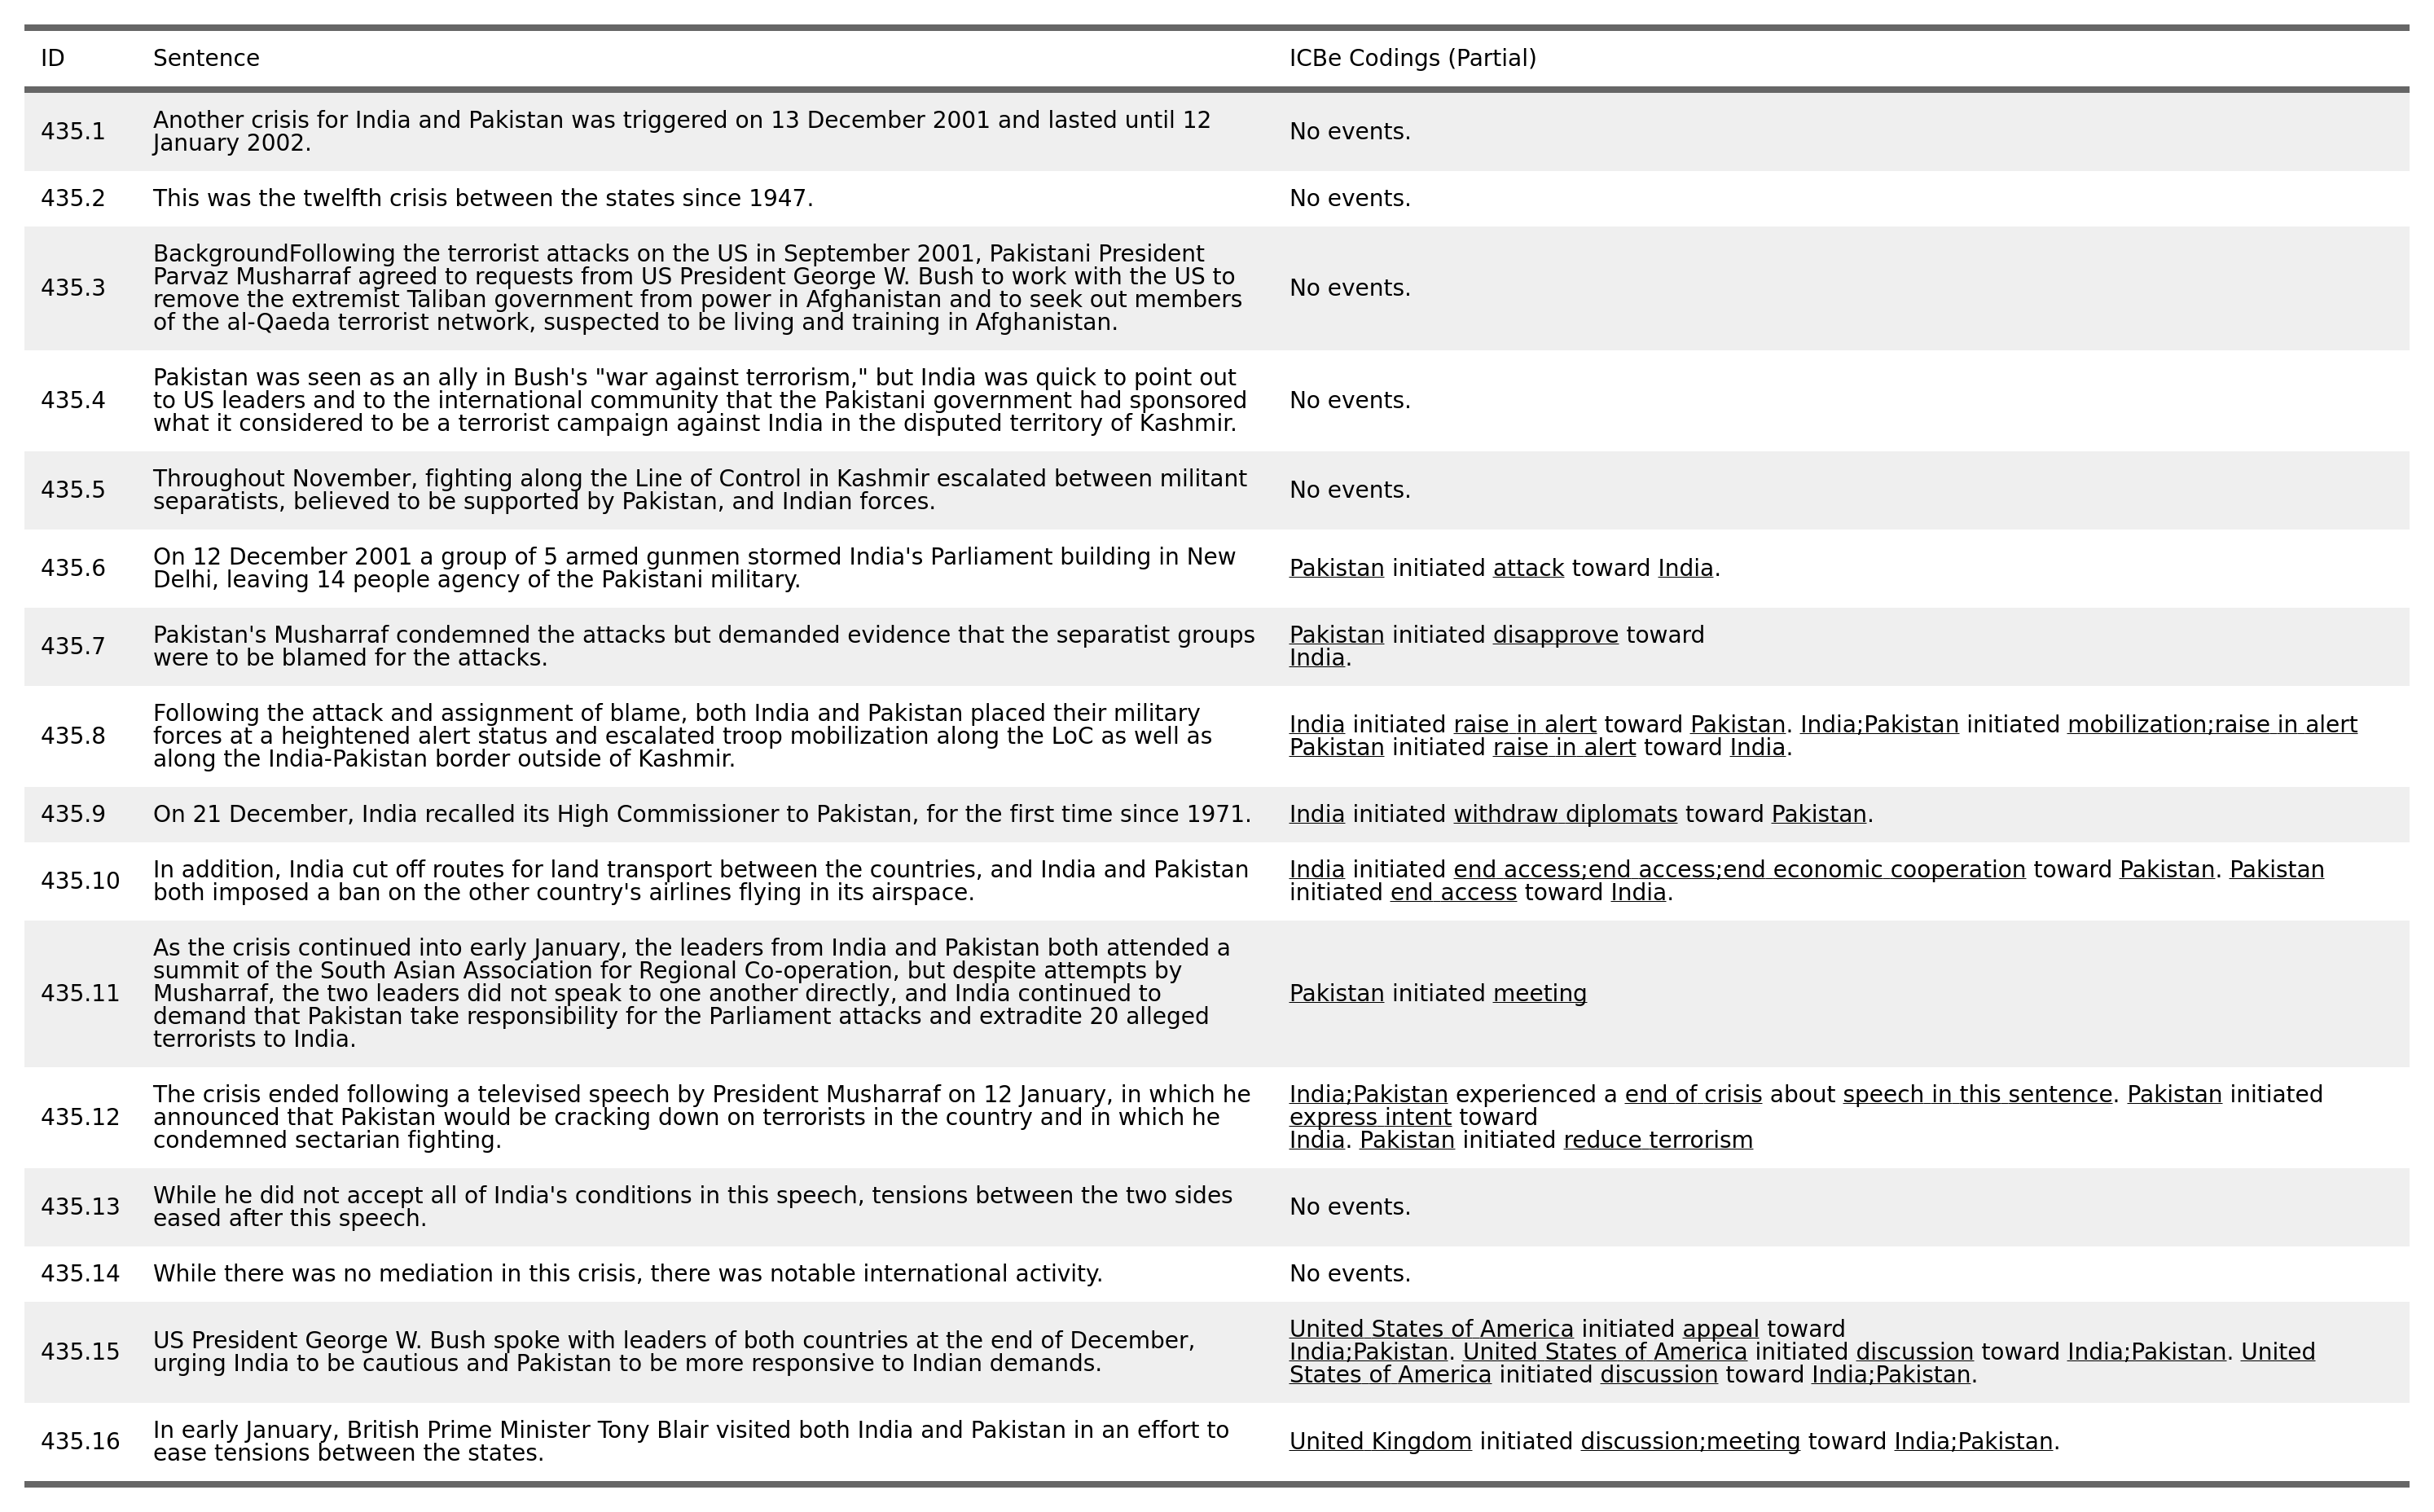 ID Sentence ICBe Codings (Partial)
435.1 Another crisis for India and Pakistan was triggered on 13 December 2001 and lasted until 12
January 2002.
No events.
435.2 This was the twelfth crisis between the states since 1947. No events.
435.3 BackgroundFollowing the terrorist attacks on the US in September 2001, Pakistani President
Parvaz Musharraf agreed to requests from US President George W. Bush to work with the US to
remove the extremist Taliban government from power in Afghanistan and to seek out members
of the al-Qaeda terrorist network, suspected to be living and training in Afghanistan.
No events.
435.4 Pakistan was seen as an ally in Bush's "war against terrorism," but India was quick to point out
to US leaders and to the international community that the Pakistani government had sponsored
what it considered to be a terrorist campaign against India in the disputed territory of Kashmir.
No events.
435.5 Throughout November, fighting along the Line of Control in Kashmir escalated between militant
separatists, believed to be supported by Pakistan, and Indian forces.
No events.
435.6 On 12 December 2001 a group of 5 armed gunmen stormed India's Parliament building in New
Delhi, leaving 14 people agency of the Pakistani military.
Pakistan initiated attack toward India.
435.7 Pakistan's Musharraf condemned the attacks but demanded evidence that the separatist groups
were to be blamed for the attacks.
Pakistan initiated disapprove toward
India.
435.8 Following the attack and assignment of blame, both India and Pakistan placed their military
forces at a heightened alert status and escalated troop mobilization along the LoC as well as
along the India-Pakistan border outside of Kashmir.
India initiated raise in alert toward Pakistan. India;Pakistan initiated mobilization;raise in alert
Pakistan initiated raise in alert toward India.
435.9 On 21 December, India recalled its High Commissioner to Pakistan, for the first time since 1971. India initiated withdraw diplomats toward Pakistan.
435.10 In addition, India cut off routes for land transport between the countries, and India and Pakistan
both imposed a ban on the other country's airlines flying in its airspace.
India initiated end access;end access;end economic cooperation toward Pakistan. Pakistan
initiated end access toward India.
435.11 As the crisis continued into early January, the leaders from India and Pakistan both attended a
summit of the South Asian Association for Regional Co-operation, but despite attempts by
Musharraf, the two leaders did not speak to one another directly, and India continued to
demand that Pakistan take responsibility for the Parliament attacks and extradite 20 alleged
terrorists to India.
Pakistan initiated meeting
435.12 The crisis ended following a televised speech by President Musharraf on 12 January, in which he
announced that Pakistan would be cracking down on terrorists in the country and in which he
condemned sectarian fighting.
India;Pakistan experienced a end of crisis about speech in this sentence. Pakistan initiated
express intent toward
India. Pakistan initiated reduce terrorism
435.13 While he did not accept all of India's conditions in this speech, tensions between the two sides
eased after this speech.
No events.
435.14 While there was no mediation in this crisis, there was notable international activity. No events.
435.15 US President George W. Bush spoke with leaders of both countries at the end of December,
urging India to be cautious and Pakistan to be more responsive to Indian demands.
United States of America initiated appeal toward
India;Pakistan. United States of America initiated discussion toward India;Pakistan. United
States of America initiated discussion toward India;Pakistan.
435.16 In early January, British Prime Minister Tony Blair visited both India and Pakistan in an effort to
ease tensions between the states.
United Kingdom initiated discussion;meeting toward India;Pakistan.